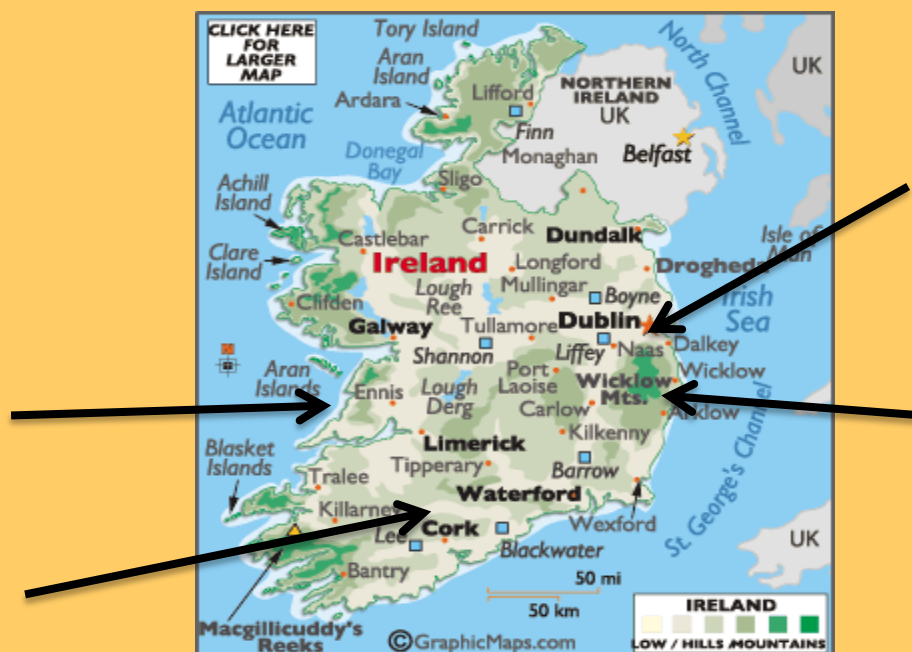 CLICK HERE
FOR
LARGER
MAP
Tory Island
Aran
Island
Ardara
Lifford
Finn
NORTHERN
IRELAND
UK
North Channel
UK
Atlantic
Ocean
Donegal
Bay
Monaghan
Belfast
Sligo
Achill
Island
Clare
Island
Castlebar
Carrick
Dundalk
Isle of
Man
Ireland
Longford
Drogheda
Lough
Ree
Mullingar
Boyne
Irish
Sea
Clifden
Galway
Tullamore
Dublin
Shannon
Liffey
Naas
Dalkey
Aran
Islands
Ennis
Lough
Derg
Port
Laoise
Wicklow
Mts.
Wicklow
Carlow
Arklow
Limerick
Kilkenny
Blasket
Islands
Tipperary
Barrow
Tralee
Waterford
St. George's Channel
Killarney
Wexford
Lee
Cork
Blackwater
UK
Bantry
50 mi
50 km
Macgillicuddy's
Reeks
©GraphicMaps.com
IRELAND
LOW / HILLS MOUNTAINS